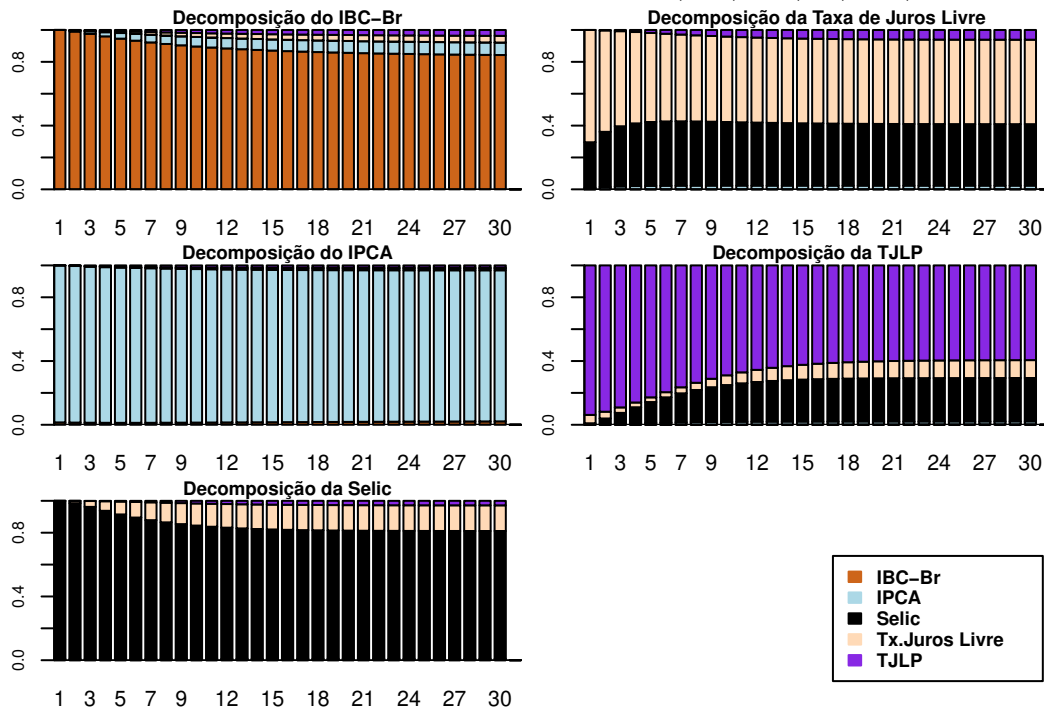 Decomposição do IBC−Br
0.0 0.4 0.8
1 3 5 7 9 12 15 18 21 24 27 30
Decomposição da Taxa de Juros Livre
0.0 0.4 0.8
1 3 5 7 9 12 15 18 21 24 27 30
Decomposição do IPCA
0.0 0.4 0.8
1 3 5 7 9 12 15 18 21 24 27 30
Decomposição da TJLP
0.0 0.4 0.8
1 3 5 7 9 12 15 18 21 24 27 30
Decomposição da Selic
0.0 0.4 0.8
1 3 5 7 9 12 15 18 21 24 27 30
IBC−Br
IPCA
Selic
Tx.Juros Livre
TJLP